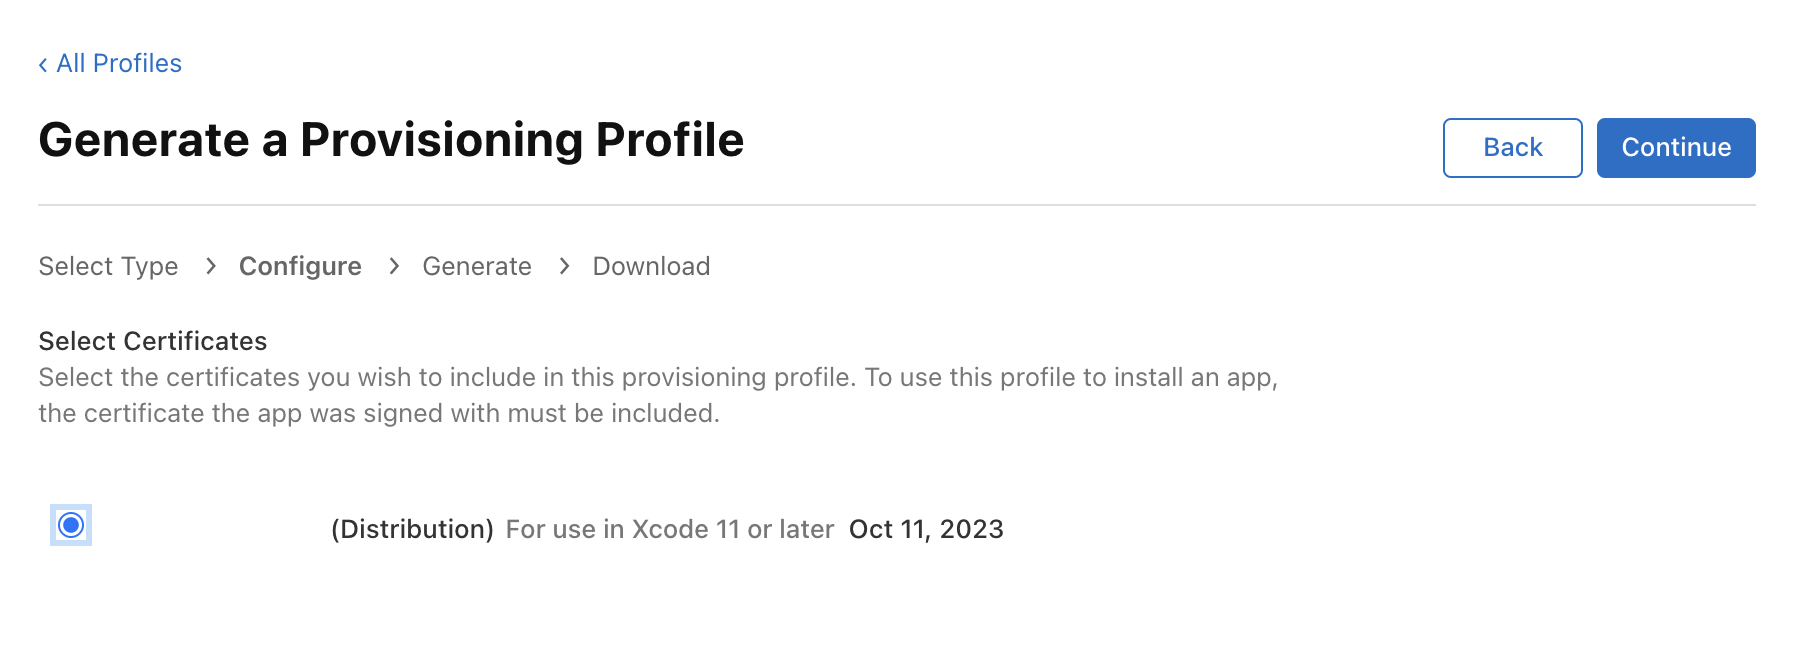 ‹ All Profiles
Generate a Provisioning Profile
Back
Continue
Select Type > Configure > Generate > Download
Select Certificates
Select the certificates you wish to include in this provisioning profile. To use this profile to install an app,
the certificate the app was signed with must be included.
(Distribution) For use in Xcode 11 or later Oct 11, 2023